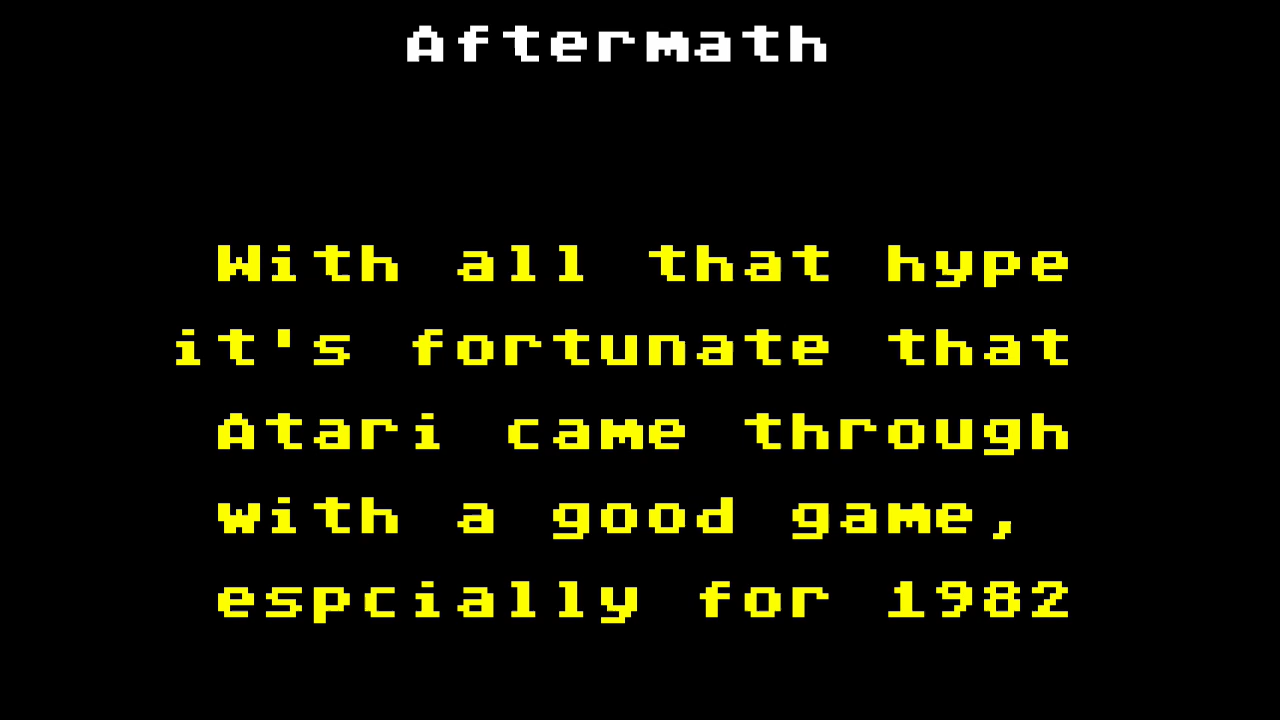 Aftermath
With all that hype
it's fortunate that
Atari came through
with a good game,
espcially for 1982